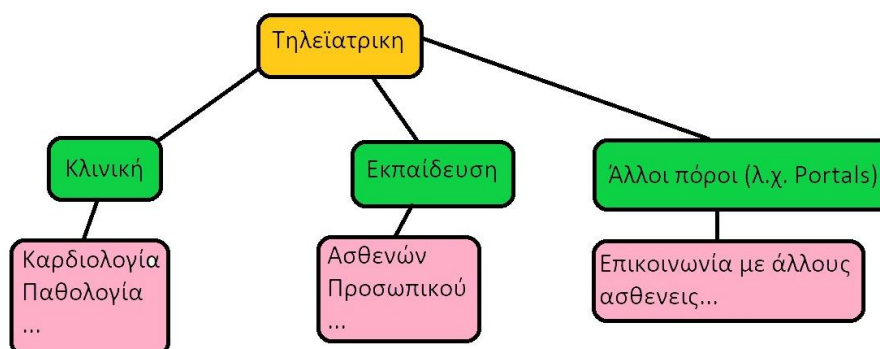 Τηλεϊατρικη
Κλινική
Εκπαίδευση
Άλλοι πόροι (λ.χ. Portals)
Καρδιολογία
Παθολογία
...
Ασθενών
Προσωπικού
...
Επικοινωνία με άλλους
ασθενεις...